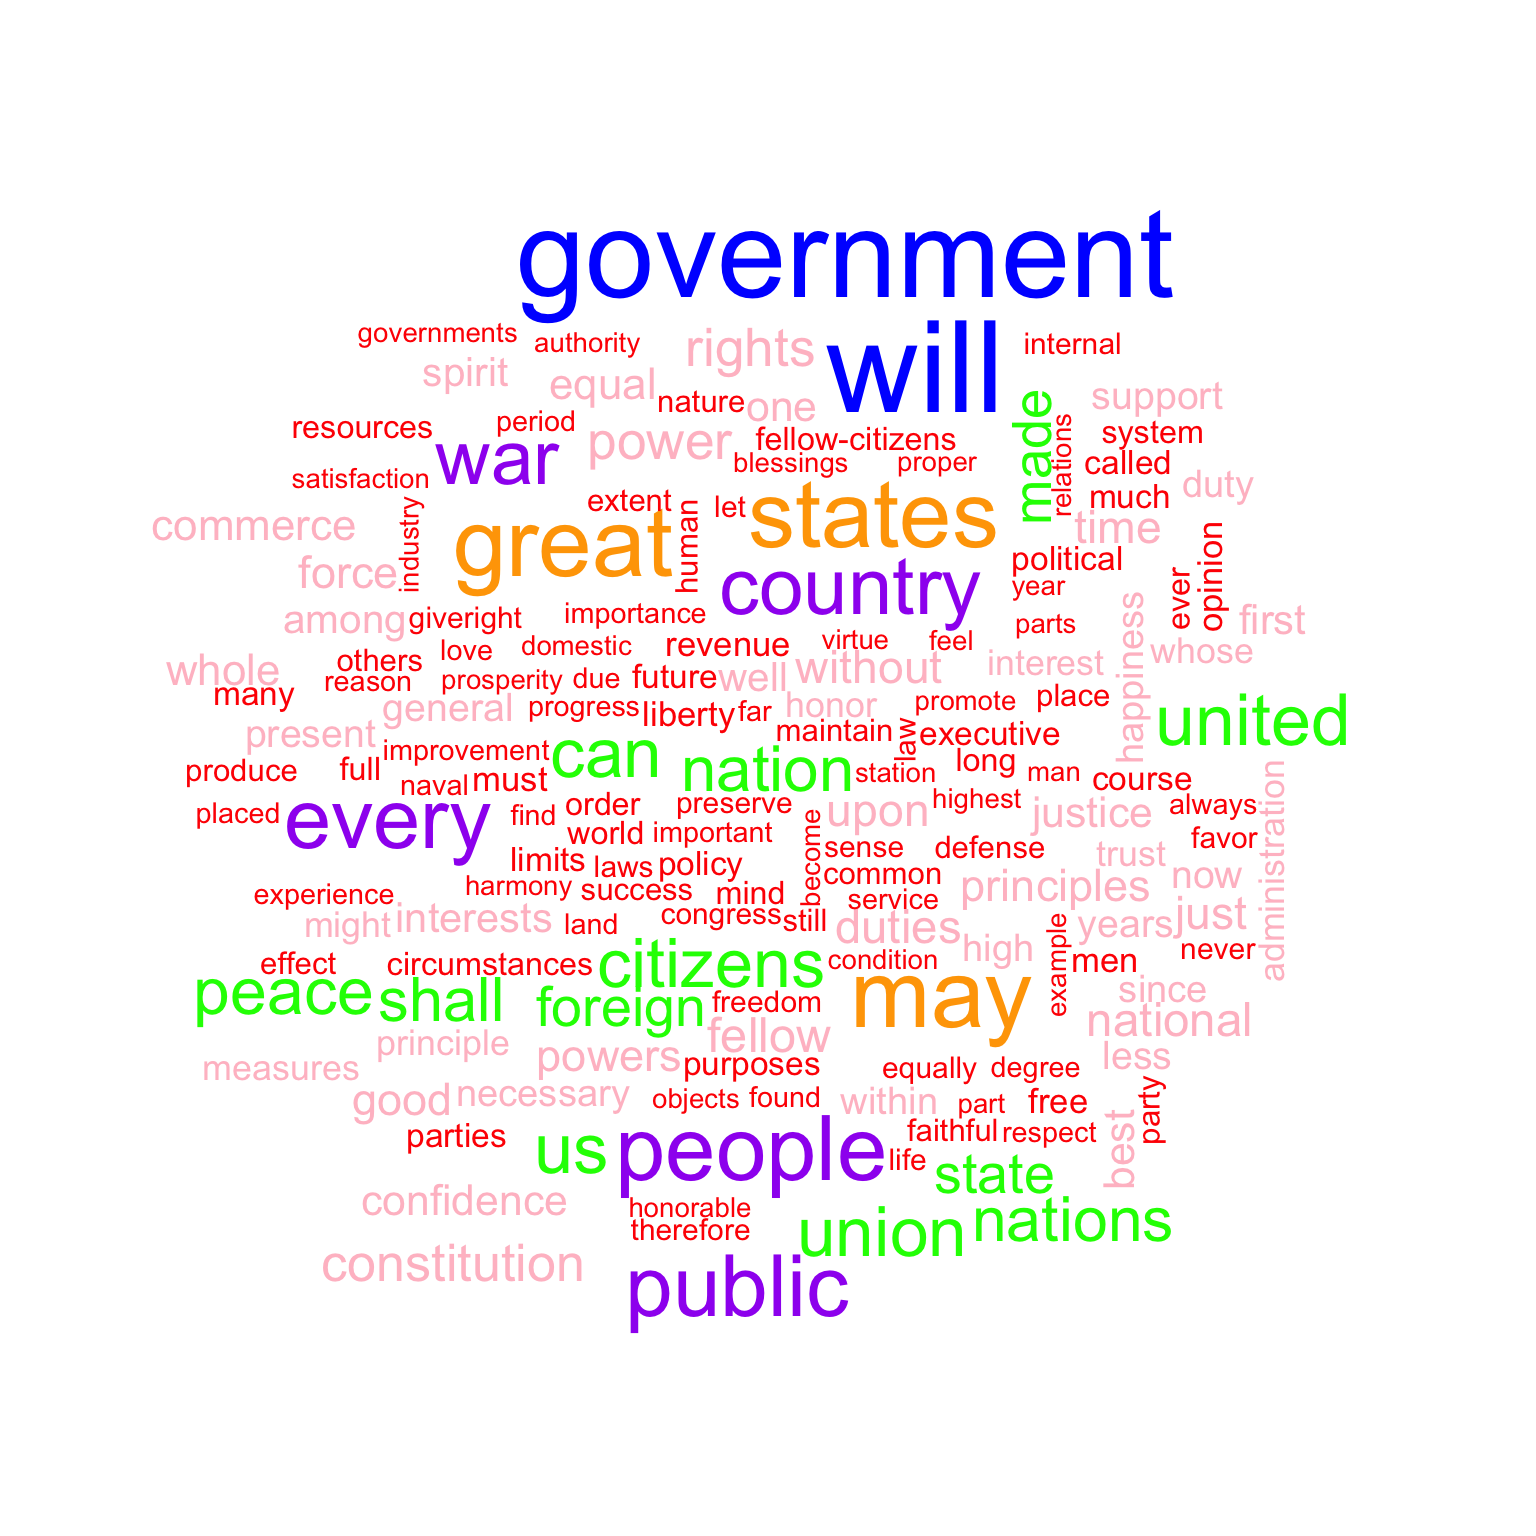 government
will
governments
authority
rights
internal
spirit
equal
nature
one
made
support
resources
period
power
fellow-citizens
relations
system
war
blessings
proper
called
satisfaction
extent
let
states
much
duty
commerce
industry
great
human
time
force
country
political
opinion
ever
year
among
giveright
importance
parts
happiness
first
others
love
domestic
revenue
virtue
feel
whole
reason
prosperity
due
future
well
without
interest
whose
many
general
progress
liberty
far
honor
promote
place
present
improvement
can
maintain
law
executive
united
produce
full
naval
must
nation
station
long
man
course
placed
every
find
order
preserve
upon
highest
justice
always
administration
world
important
become
sense
defense
favor
limits
laws
policy
common
trust
experience
harmony
success
mind
service
principles
now
might
interests
land
congress
still
duties
high
example
years
just
effect
circumstances
citizens
condition
men
never
peace
shall
foreign
freedom
may
since
measures
principle
powers
fellow
national
purposes
equally
degree
less
good
necessary
objects
found
within
part
free
party
parties
us
people
faithful
respect
best
life
state
confidence
honorable
therefore
union
nations
constitution
public